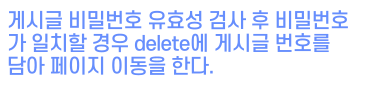 게시글 비밀번호 유효성 검사 후 비밀번호
가 일치할 경우 delete에 게시글 번호를
담아 페이지 이동을 한다.